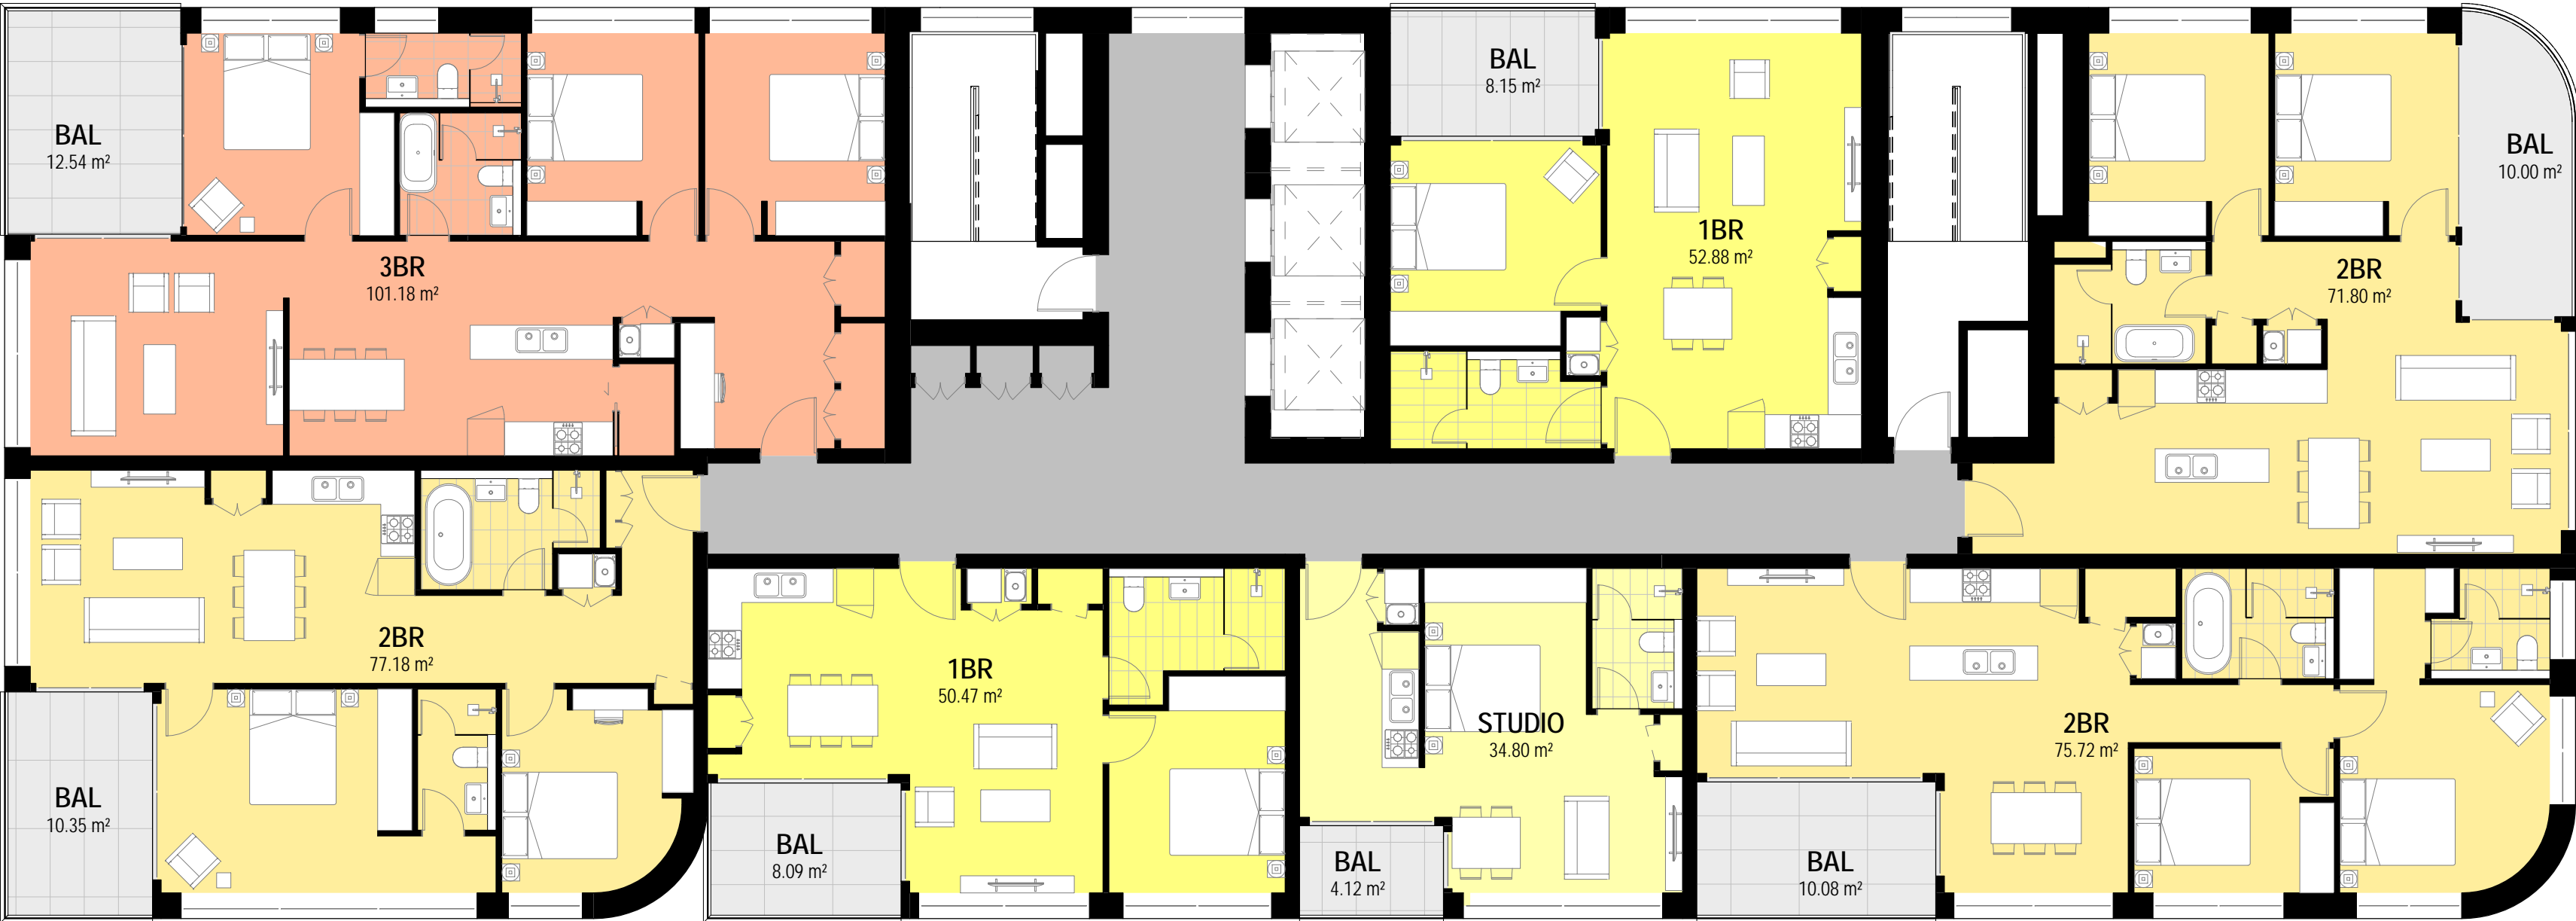 BAL
12.54 m²
3BR
101.18 m²
BAL
8.15 m²
1BR
52.88 m²
BAL
10.00 m²
2BR
71.80 m²
2BR
77.18 m²
BAL
10.35 m²
1BR
50.47 m²
BAL
8.09 m²
STUDIO
34.80 m²
BAL
4.12 m²
2BR
75.72 m²
BAL
10.08 m²